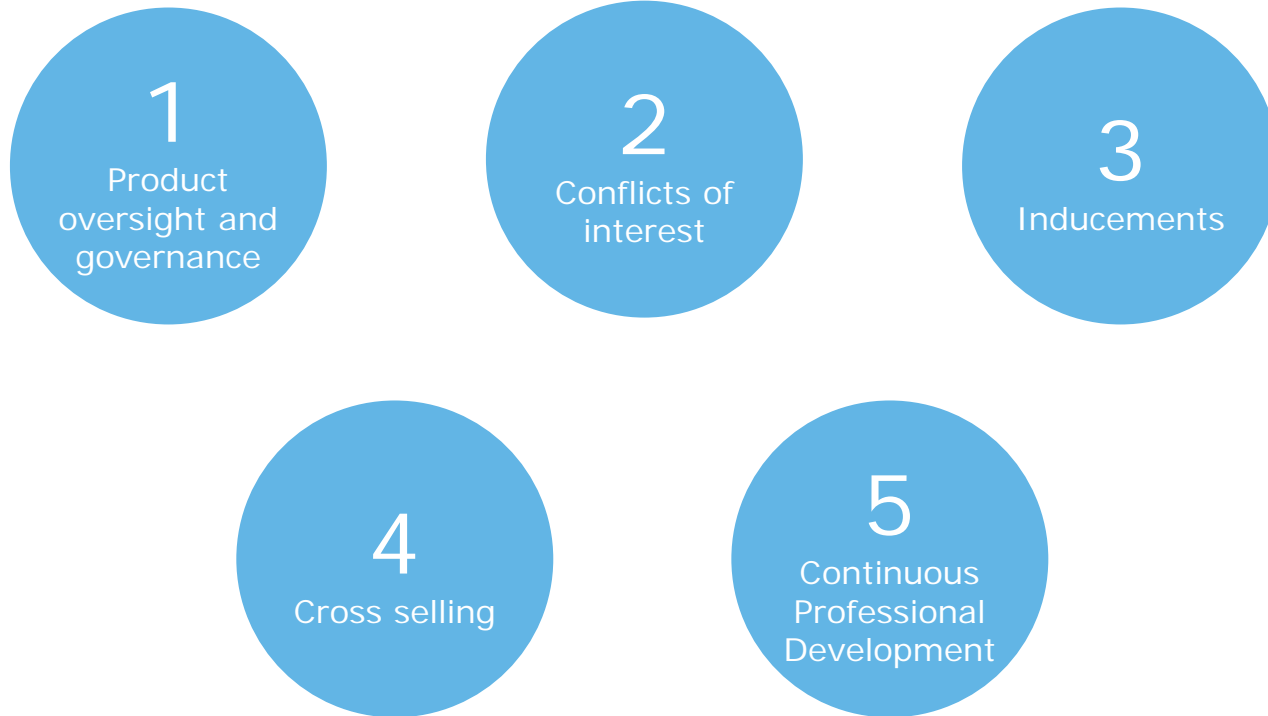 1
Product
oversight and
governance
2
Conflicts of
interest
3
Inducements
4
Cross selling
5
Continuous
Professional
Development